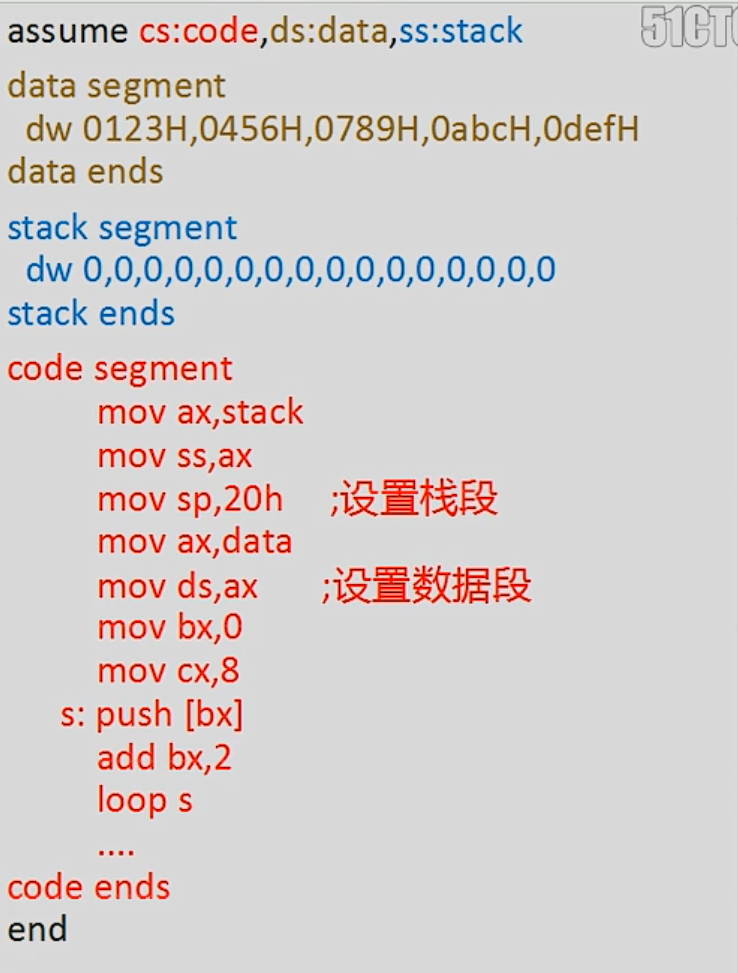 assume cs:code,ds:data,ss:stack
51CTO
data segment
dw 0123H,0456H,0789H,0abcH,0defH
data ends
stack segment
dw 0,0,0,0,0,0,0,0,0,0,0,0,0,0,0,0
stack ends
code segment
mov ax,stack
mov ss,ax
mov sp,20h ;设置栈段
mov ax,data
mov ds,ax ;设置数据段
mov bx,0
mov cx,8
s: push [bx]
add bx,2
loop s
....
code ends
end